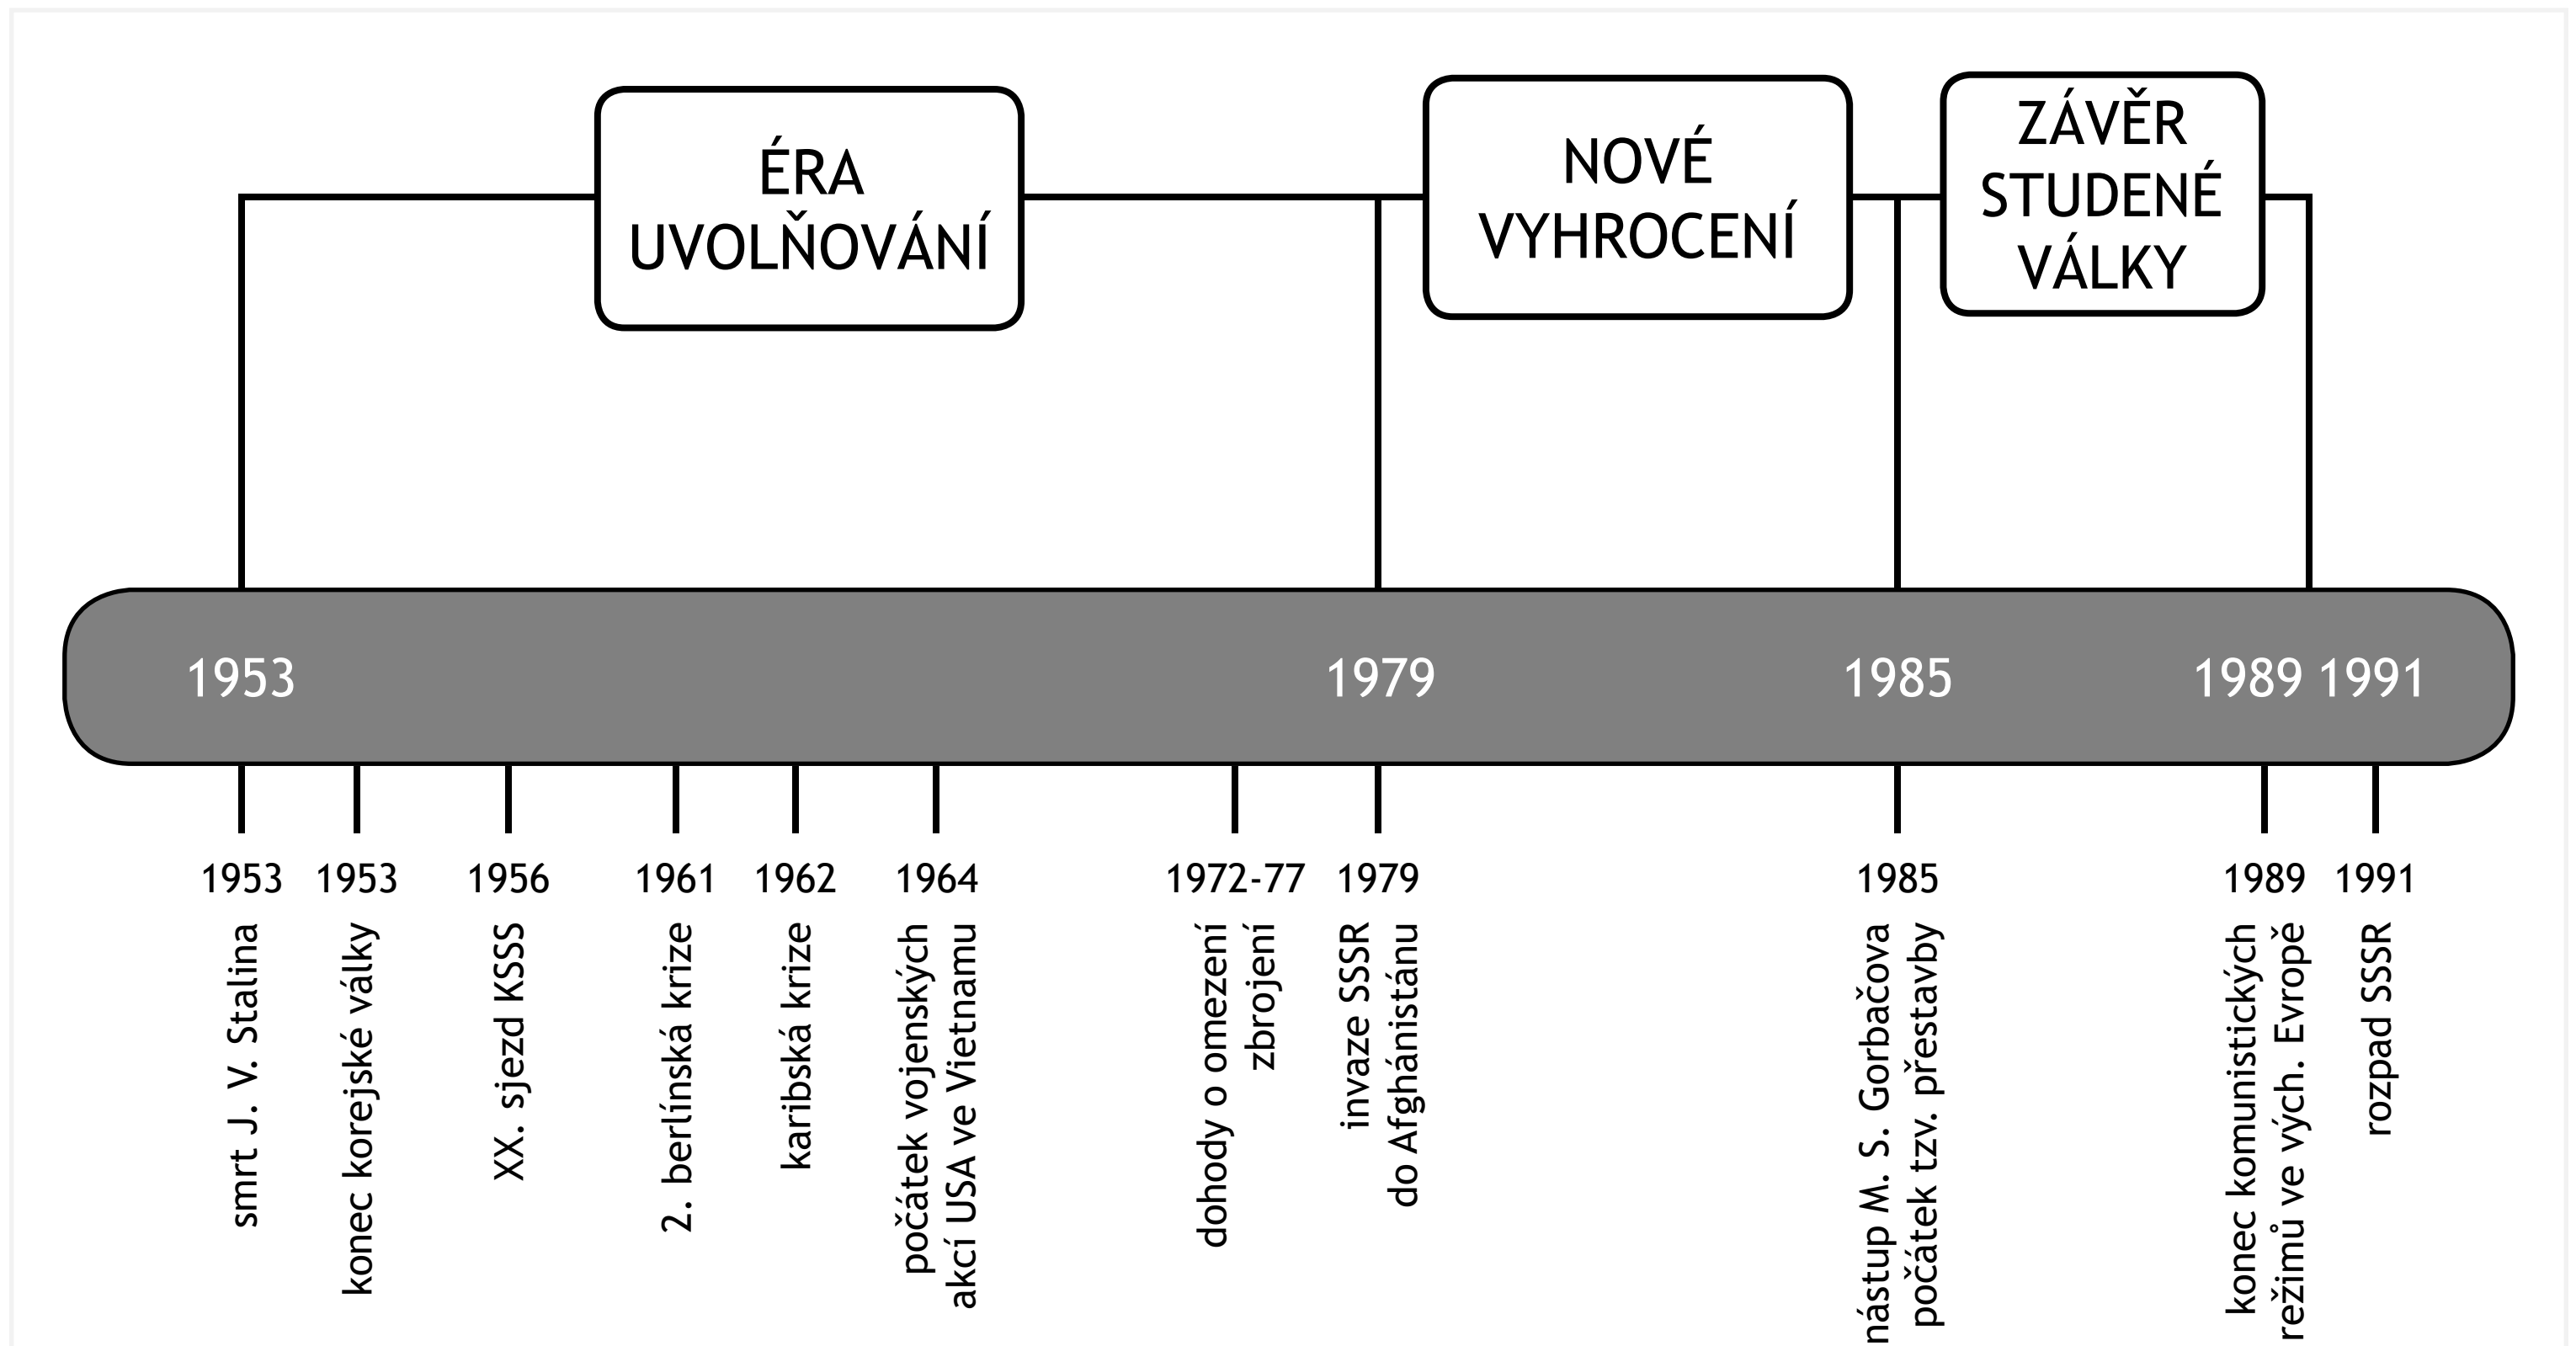 ÉRA
UVOLŇOVÁNÍ
NOVÉ
VYHROCENÍ
ZÁVĚR
STUDENÉ
VÁLKY
1953
1979
1985
1989
1991
1953
smrt J. V. Stalina
1953
konec korejské války
1956
XX. sjezd KSSS
1961
2. berlínská krize
1962
karibská krize
1964
počátek vojenských
akcí USA ve Vietnamu
1972-77
dohody o omezení
zbrojení
1979
invaze SSSR
do Afghánistánu
1985
nástup M. S. Gorbačova
počátek tzv. přestavby
1989
konec komunistických
režimů ve vých. Evropě
1991
rozpad SSSR